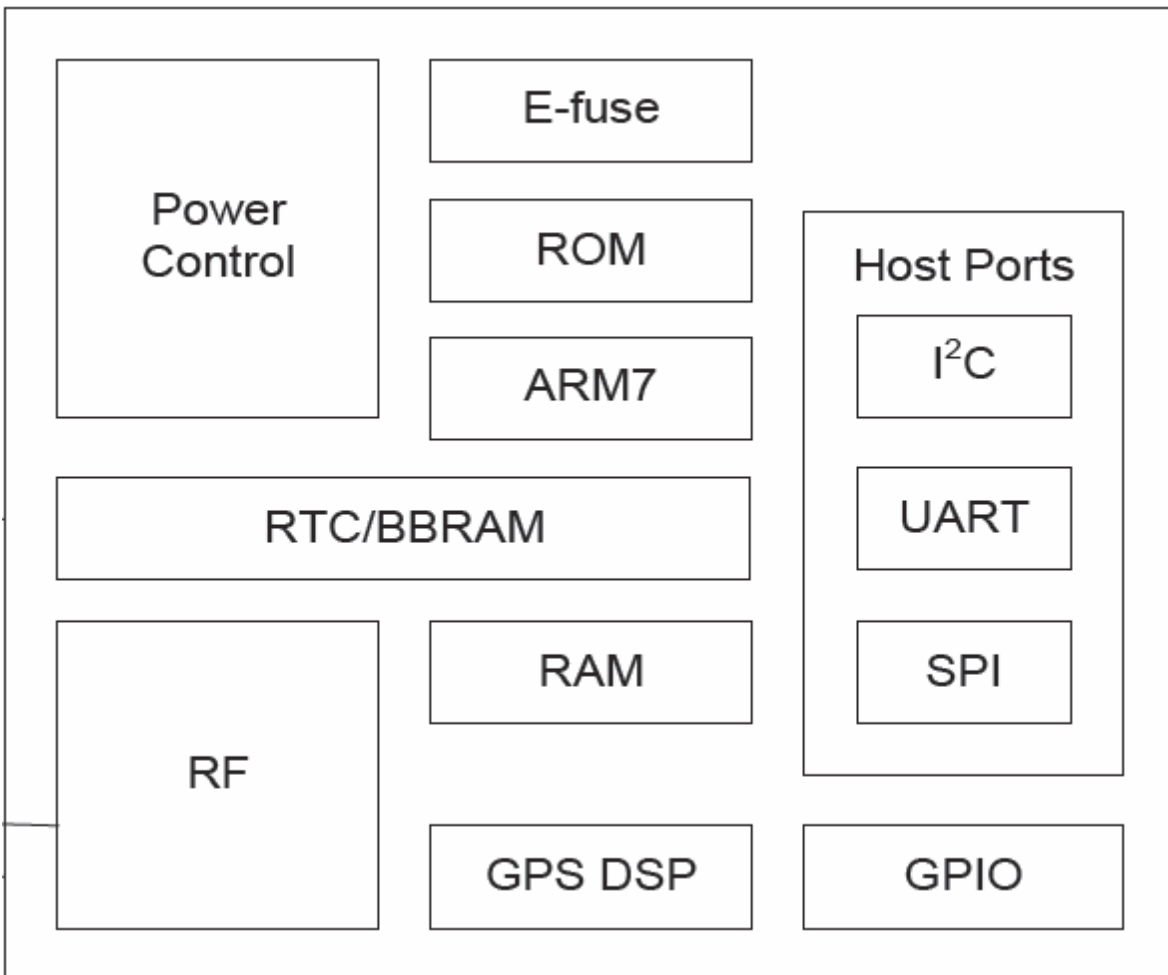 Power
Control
E-fuse
ROM
ARM7
RTC/BBRAM
RF
RAM
GPS DSP
Host Ports
I²C
UART
SPI
GPIO